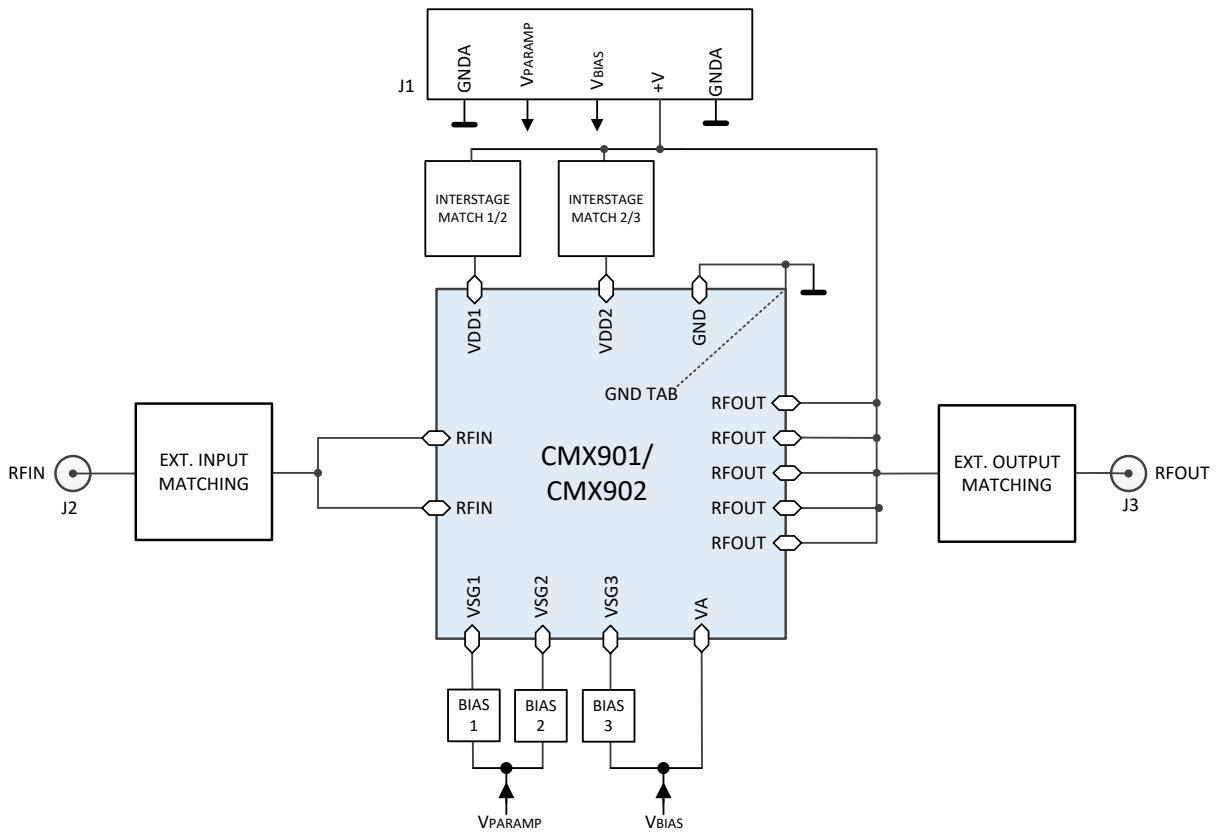 J1
GNDA
VPARAMP
VBIAS
+V
GNDA
INTERSTAGE
MATCH 1/2
INTERSTAGE
MATCH 2/3
VDD1
VDD2
GND
GND TAB
RFIN
J2
EXT. INPUT
MATCHING
RFIN
RFIN
CMX901/
CMX902
RFOUT
RFOUT
RFOUT
RFOUT
RFOUT
EXT. OUTPUT
MATCHING
RFOUT
J3
VSG1
VSG2
VSG3
VA
BIAS
1
BIAS
2
BIAS
3
VPARAMP
VBIAS